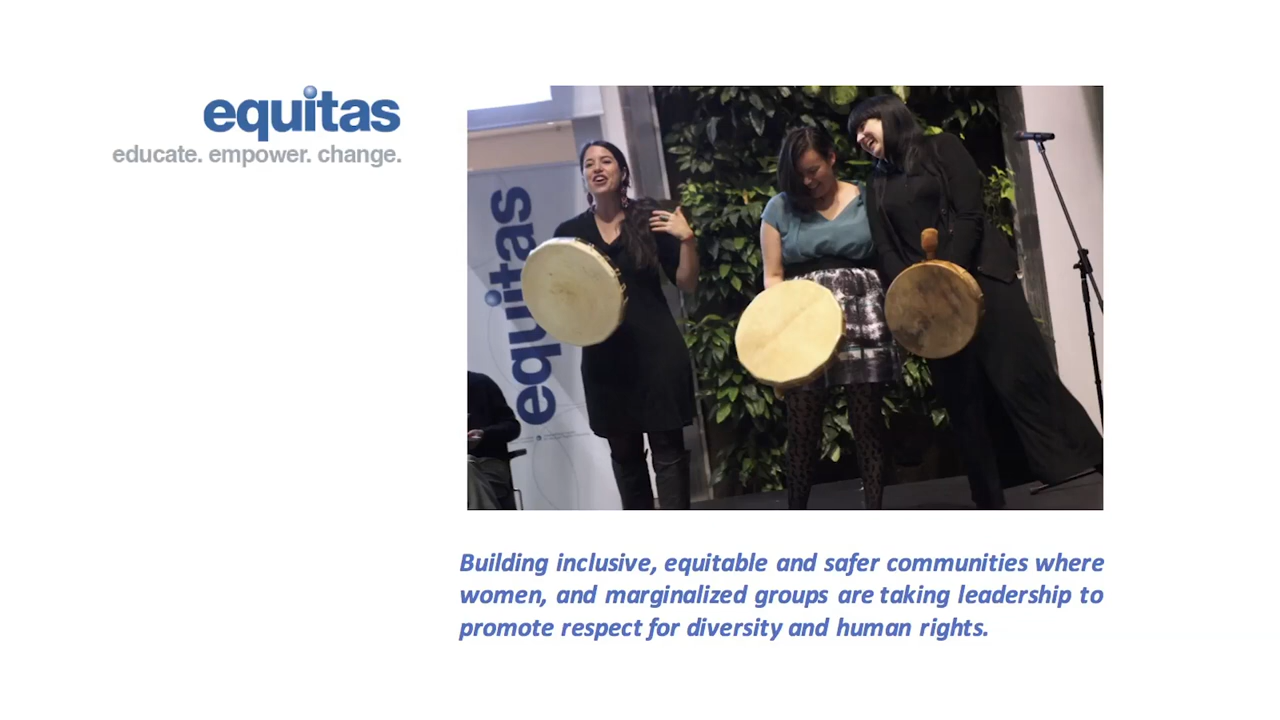 equitas
educate. empower. change.
equitas
Building inclusive, equitable and safer communities where
women, and marginalized groups are taking leadership to
promote respect for diversity and human rights.